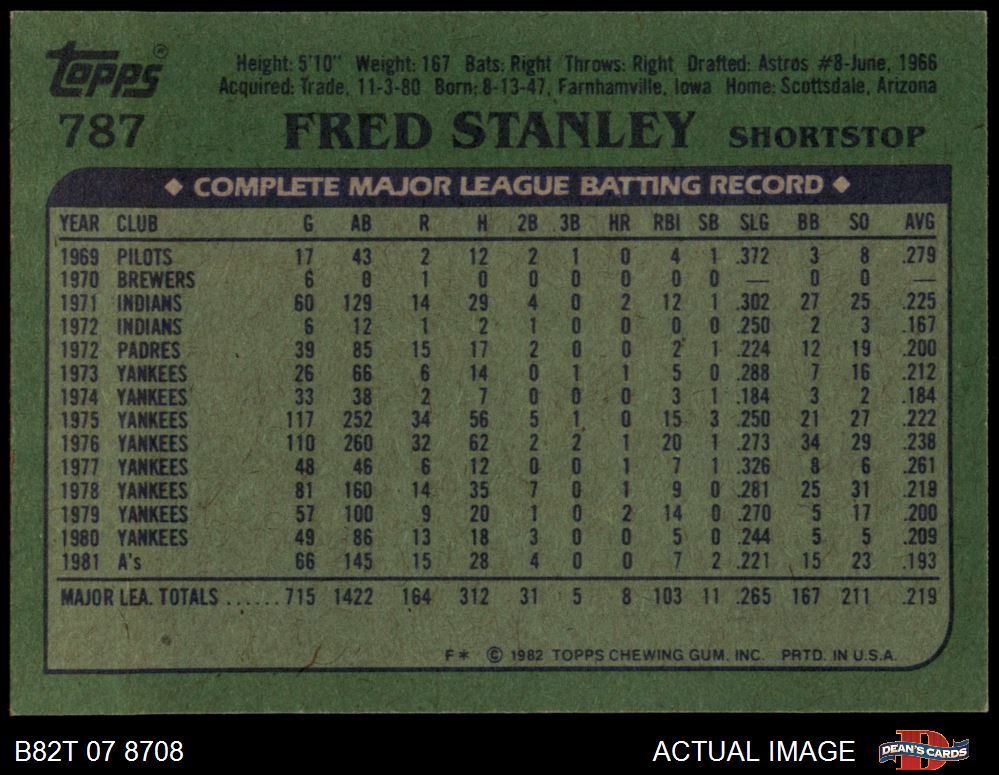 Topps®
Height: 5'10" Weight: 167 Bats: Right Throws: Right Drafted: Astros #8-June, 1966
Acquired: Trade, 11-3-80 Born: 8-13-47, Farnhamville, Iowa Home: Scottsdale, Arizona
787 FRED STANLEY SHORTSTOP
◆ COMPLETE MAJOR LEAGUE BATTING RECORD ◆
YEAR CLUB G AB R H 2B 3B HR RBI SB SLG BB SO AVG
1969 PILOTS 17 43 2 12 2 1 0 4 1 .372 3 8 .279
1970 BREWERS 6 0 1 0 0 0 0 0 0 — 0 0 —
1971 INDIANS 60 129 14 29 4 0 2 12 1 .302 27 25 .225
1972 INDIANS 6 12 1 2 1 0 0 0 0 .250 2 3 .167
1972 PADRES 39 85 15 17 2 0 0 2 1 .224 12 19 .200
1973 YANKEES 26 66 6 14 0 1 1 5 0 .288 7 16 .212
1974 YANKEES 33 38 2 7 0 0 0 3 1 .184 3 2 .184
1975 YANKEES 117 252 34 56 5 1 0 15 3 .250 21 27 .222
1976 YANKEES 110 260 32 62 2 2 1 20 1 .273 34 29 .238
1977 YANKEES 48 46 6 12 0 0 1 7 1 .326 8 6 .261
1978 YANKEES 81 160 14 35 7 0 1 9 0 .281 25 31 .219
1979 YANKEES 57 100 9 20 1 0 2 14 0 .270 5 17 .200
1980 YANKEES 49 86 13 18 3 0 0 5 0 .244 5 5 .209
1981 A's 66 145 15 28 4 0 0 7 2 .221 15 23 .193
MAJOR LEA. TOTALS ......715 1422 164 312 31 5 8 103 11 .265 167 211 .219
F* © 1982 TOPPS CHEWING GUM, INC. PRTD. IN U.S.A.
B82T 07 8708 ACTUAL IMAGE DEAN'S CARDS